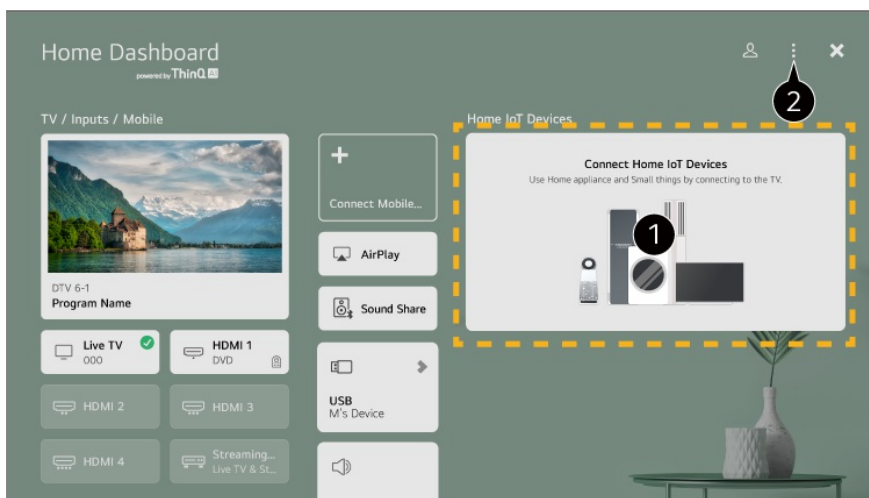 Home Dashboard
powered by ThinQ AI
2
TV / Inputs / Mobile
DTV 6-1
Program Name
Live TV
000
HDMI 1
DVD
HDMI 2
HDMI 3
HDMI 4
Streaming...
Live TV & St...
+
Connect Mobile...
AirPlay
Sound Share
USB
M's Device
Home IoT Devices
Connect Home IoT Devices
Use Home appliance and Small things by connecting to the TV.
1